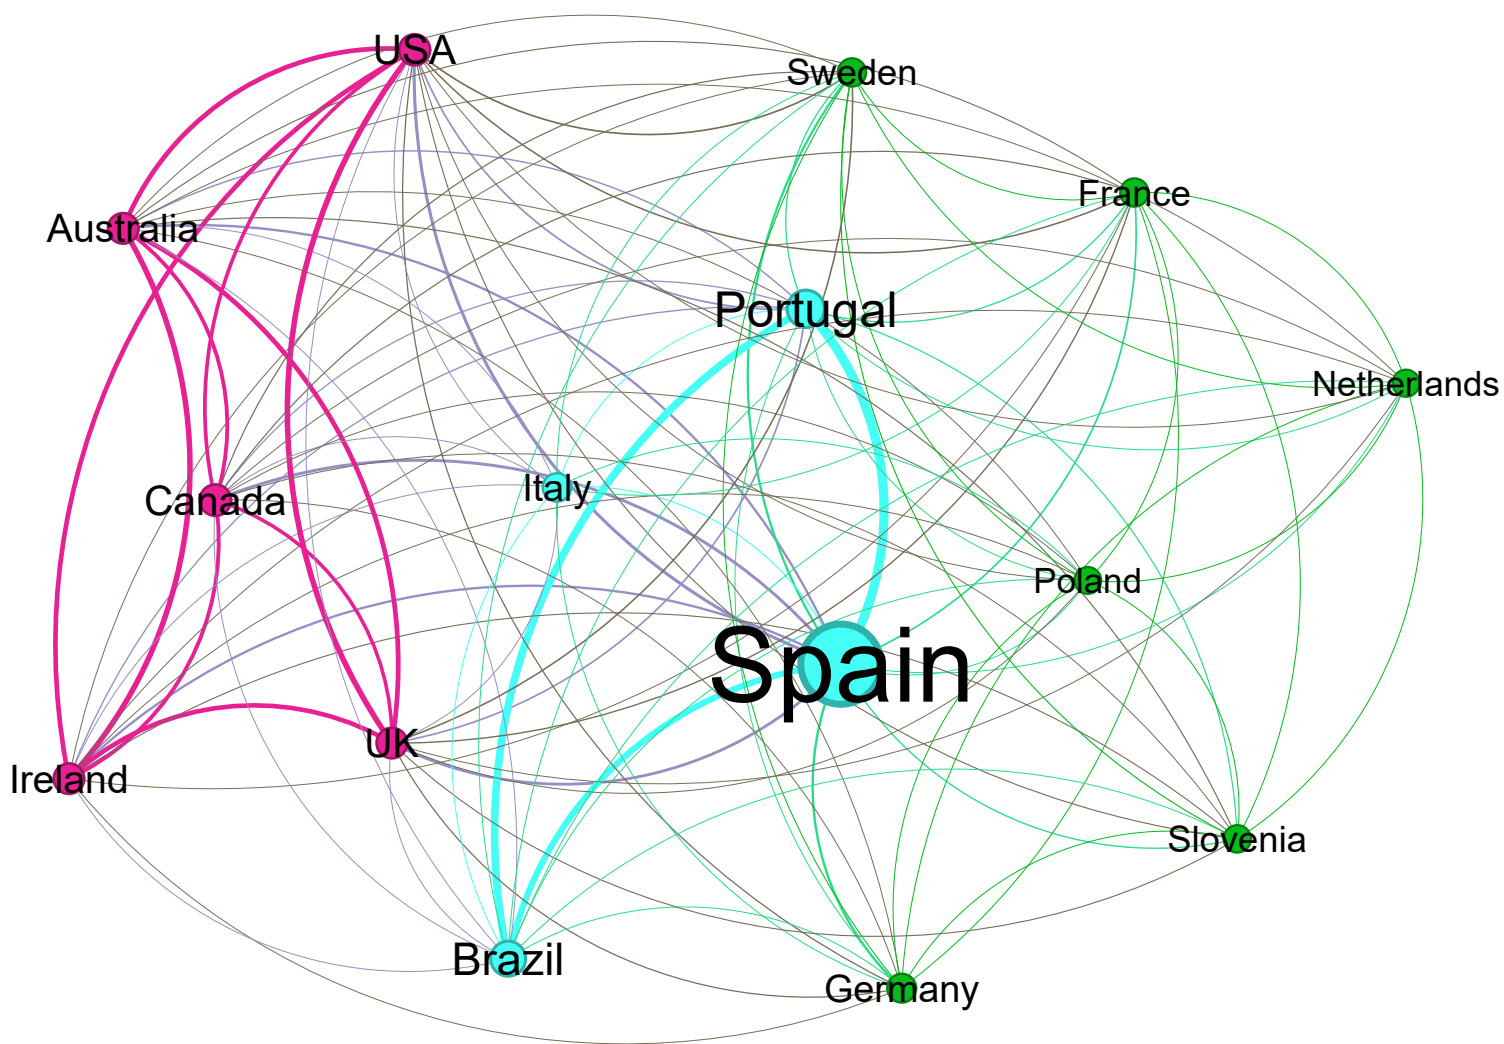 USA
Sweden
France
Australia
Portugal
Netherlands
Italy
Canada
Poland
Spain
UK
Ireland
Slovenia
Brazil
Germany